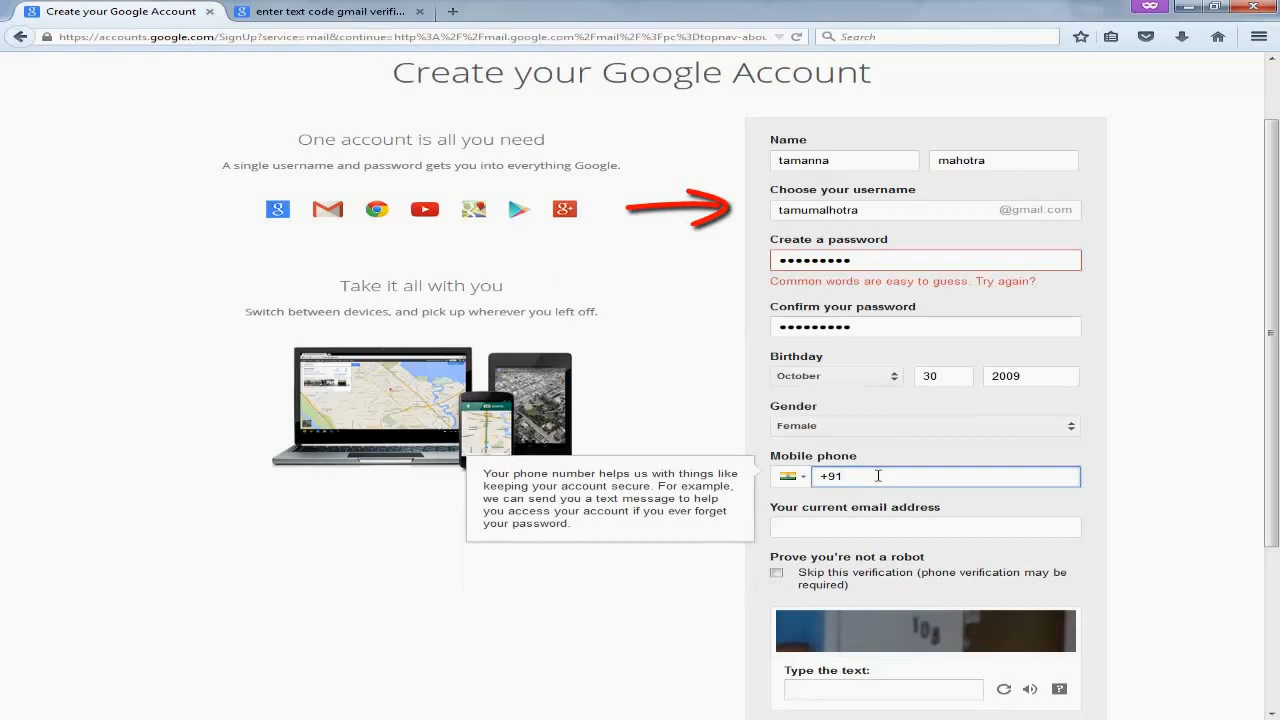 Create your Google Account
enter text code gmail verifi...
https://accounts.google.com/SignUp?service=mail&continue=http%3A%2F%2Fmail.google.com%2Fmail%2F%3Fpc%3Dtopnav-abou
Search
Create your Google Account
One account is all you need
A single username and password gets you into everything Google.
Take it all with you
Switch between devices, and pick up wherever you left off.
Name
tamanna mahotra
Choose your username
tamumalhotra @gmail.com
Create a password
•••••••••
Common words are easy to guess. Try again?
Confirm your password
•••••••••
Birthday
October 30 2009
Gender
Female
Mobile phone
+91
Your phone number helps us with things like
keeping your account secure. For example,
we can send you a text message to help
you access your account if you ever forget
your password.
Your current email address
Prove you're not a robot
Skip this verification (phone verification may be
required)
108
Type the text: